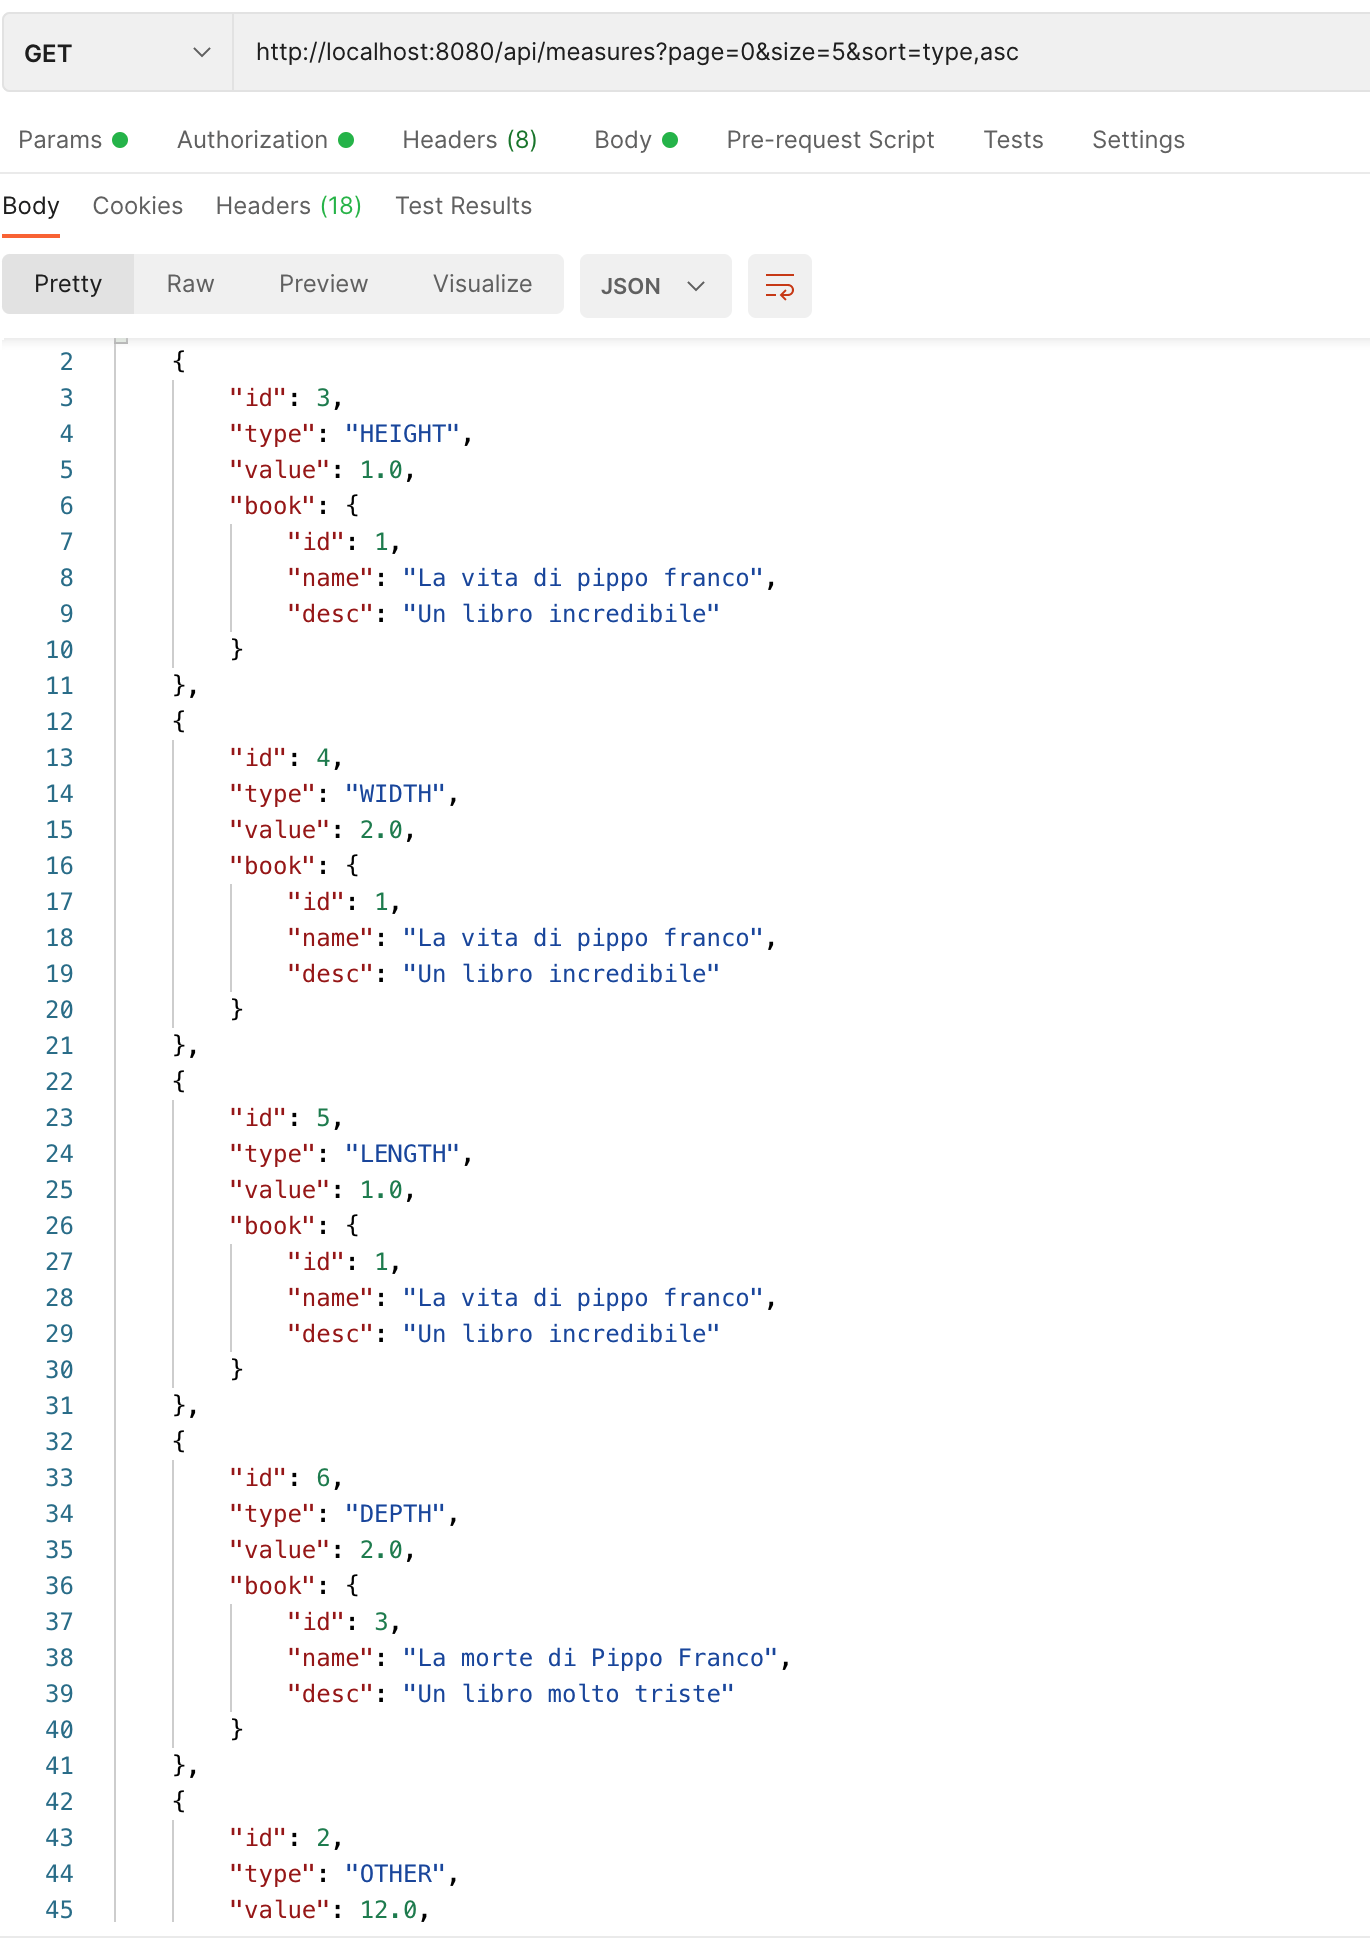 GET http://localhost:8080/api/measures?page=0&size=5&sort=type,asc
Params Authorization Headers (8) Body Pre-request Script Tests Settings
Body Cookies Headers (18) Test Results
Pretty Raw Preview Visualize JSON
2 {
3 "id": 3,
4 "type": "HEIGHT",
5 "value": 1.0,
6 "book": {
7 "id": 1,
8 "name": "La vita di pippo franco",
9 "desc": "Un libro incredibile"
10 }
11 },
12 {
13 "id": 4,
14 "type": "WIDTH",
15 "value": 2.0,
16 "book": {
17 "id": 1,
18 "name": "La vita di pippo franco",
19 "desc": "Un libro incredibile"
20 }
21 },
22 {
23 "id": 5,
24 "type": "LENGTH",
25 "value": 1.0,
26 "book": {
27 "id": 1,
28 "name": "La vita di pippo franco",
29 "desc": "Un libro incredibile"
30 }
31 },
32 {
33 "id": 6,
34 "type": "DEPTH",
35 "value": 2.0,
36 "book": {
37 "id": 3,
38 "name": "La morte di Pippo Franco",
39 "desc": "Un libro molto triste"
40 }
41 },
42 {
43 "id": 2,
44 "type": "OTHER",
45 "value": 12.0,